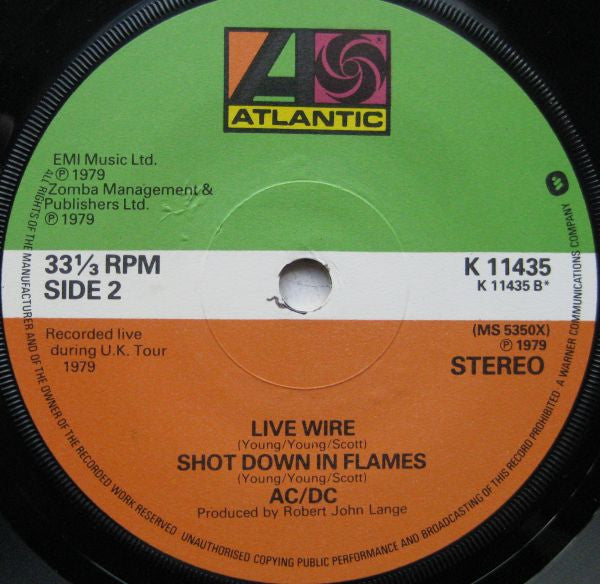 ATLANTIC
EMI Music Ltd.
℗ 1979
Zomba Management &
Publishers Ltd.
℗ 1979
33⅓ RPM
SIDE 2
K 11435
K 11435 B*
Recorded live
during U.K. Tour
1979
(MS 5350X)
℗ 1979
STEREO
LIVE WIRE
(Young/Young/Scott)
SHOT DOWN IN FLAMES
(Young/Young/Scott)
AC/DC
Produced by Robert John Lange
ALL RIGHTS OF THE MANUFACTURER AND OF THE OWNER OF THE RECORDED WORK RESERVED UNAUTHORISED COPYING PUBLIC PERFORMANCE AND BROADCASTING OF THIS RECORD PROHIBITED A WARNER COMMUNICATIONS COMPANY